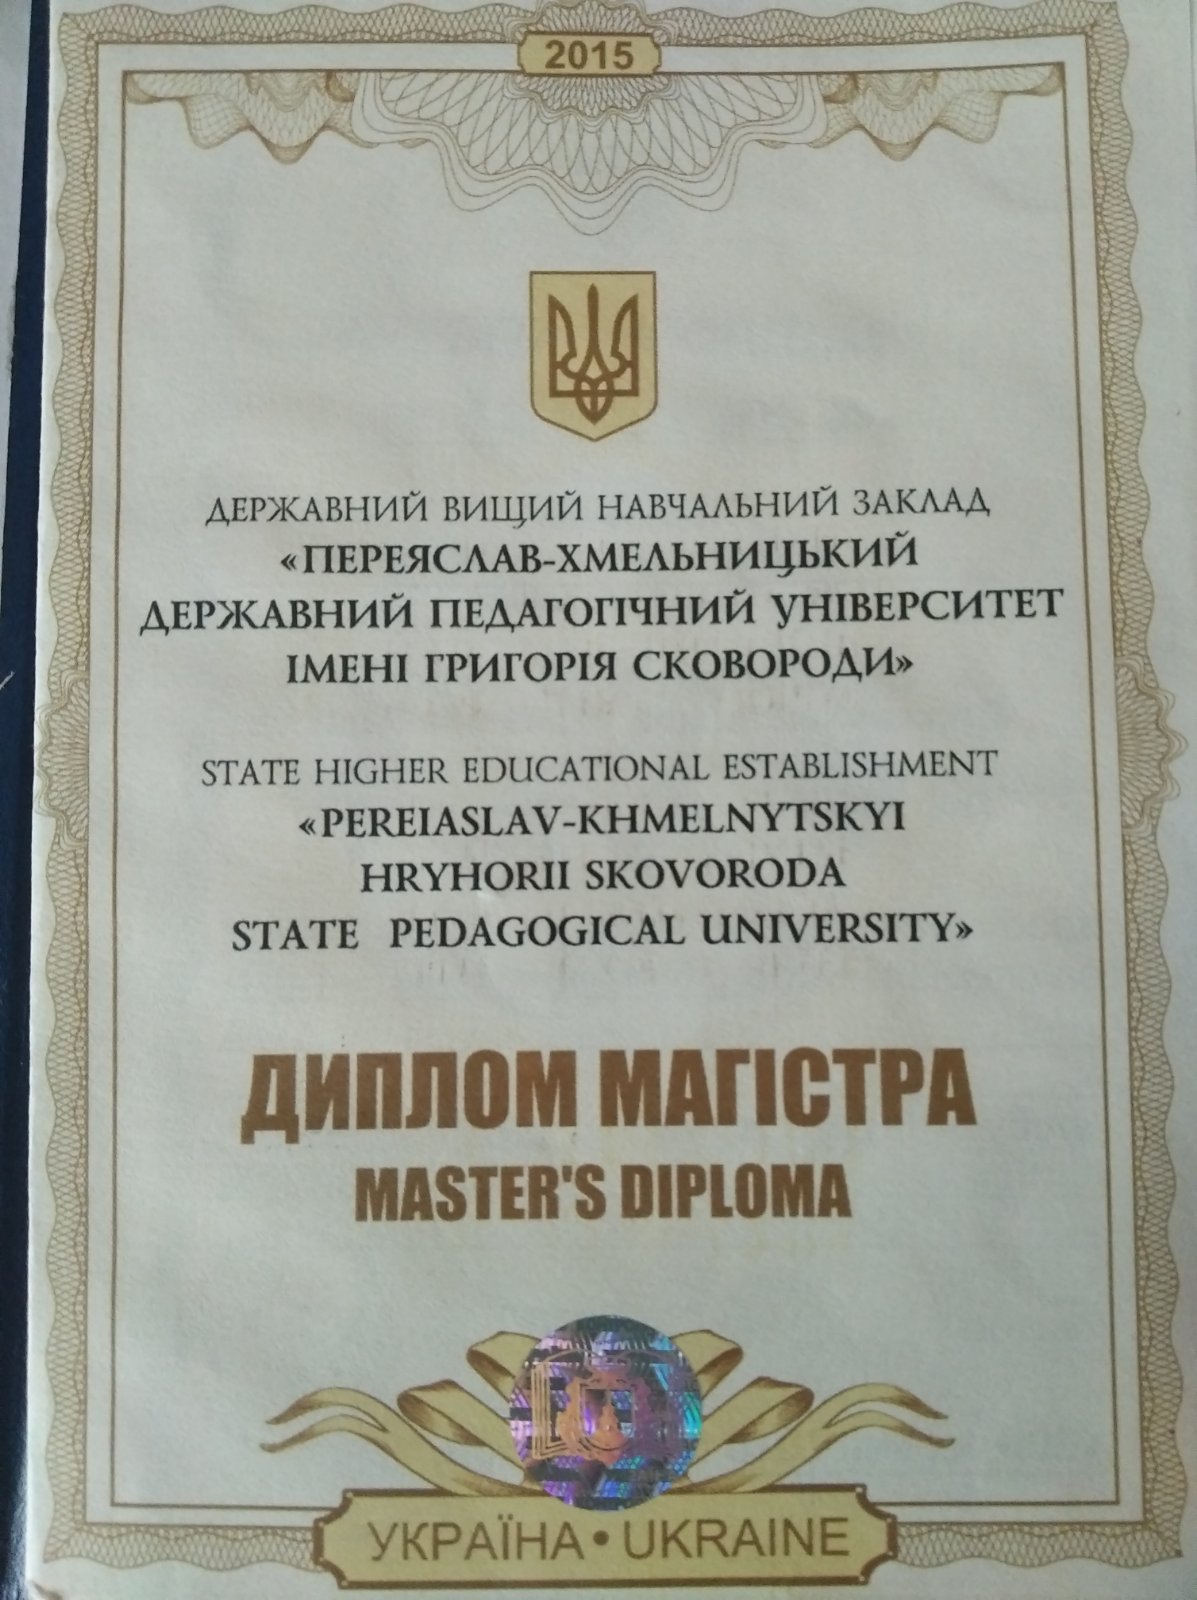 2015
ДЕРЖАВНИЙ ВИЩИЙ НАВЧАЛЬНИЙ ЗАКЛАД
«ПЕРЕЯСЛАВ-ХМЕЛЬНИЦЬКИЙ
ДЕРЖАВНИЙ ПЕДАГОГІЧНИЙ УНІВЕРСИТЕТ
ІМЕНІ ГРИГОРІЯ СКОВОРОДИ»
STATE HIGHER EDUCATIONAL ESTABLISHMENT
«PEREIASLAV-KHMELNYTSKYI
HRYHORII SKOVORODA
STATE PEDAGOGICAL UNIVERSITY»
ДИПЛОМ МАГІСТРА
MASTER'S DIPLOMA
УКРАЇНА • UKRAINE